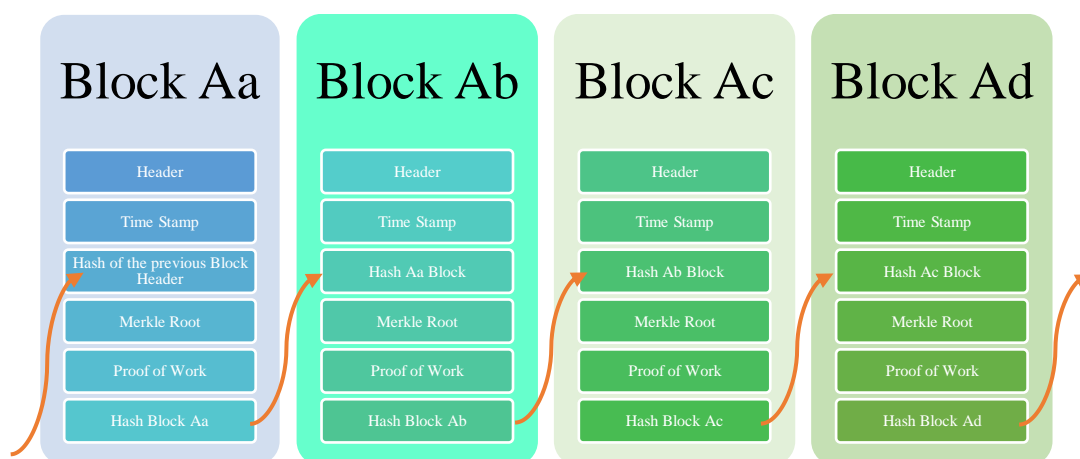 Block Aa
Header
Time Stamp
Hash of the previous Block
Header
Merkle Root
Proof of Work
Hash Block Aa
Block Ab
Header
Time Stamp
Hash Aa Block
Merkle Root
Proof of Work
Hash Block Ab
Block Ac
Header
Time Stamp
Hash Ab Block
Merkle Root
Proof of Work
Hash Block Ac
Block Ad
Header
Time Stamp
Hash Ac Block
Merkle Root
Proof of Work
Hash Block Ad